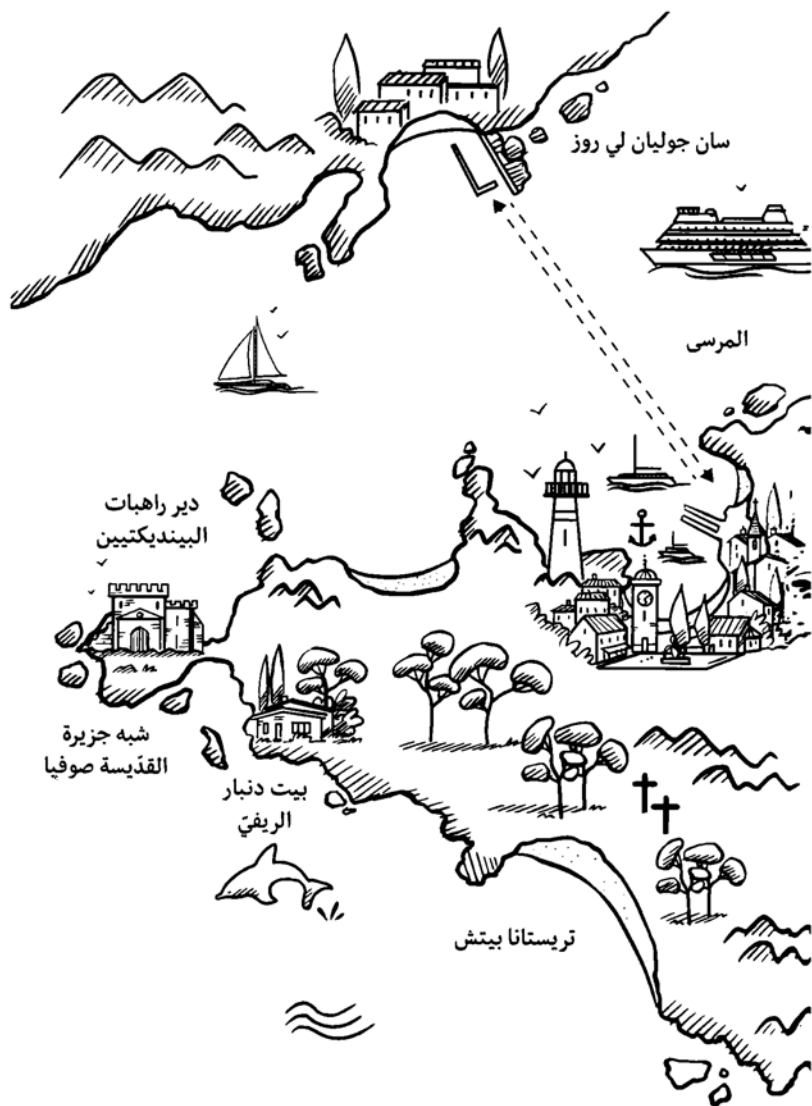 سان جوليان لي روز
المرسى
دير راهبات
البينديكتيين
شبه جزيرة
القدّيسة صوفيا
بيت دنبار
الريفيّ
تريستانا بيتش